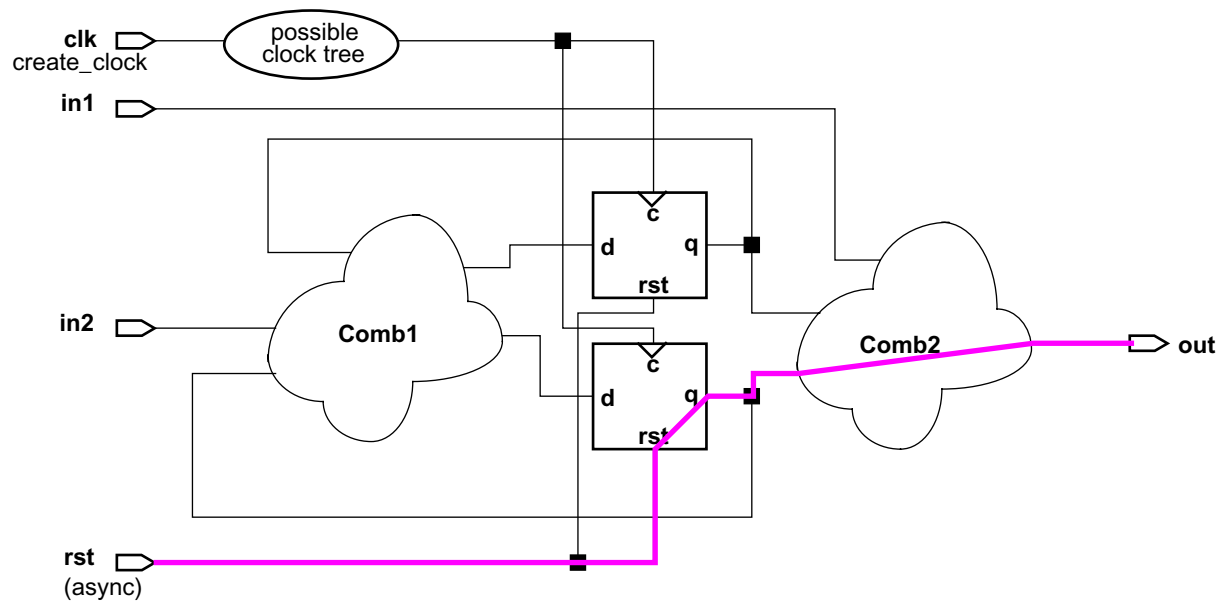 clk
create_clock
possible
clock tree
in1
c
d
q
rst
in2
Comb1
Comb2
out
c
d
q
rst
rst
(async)